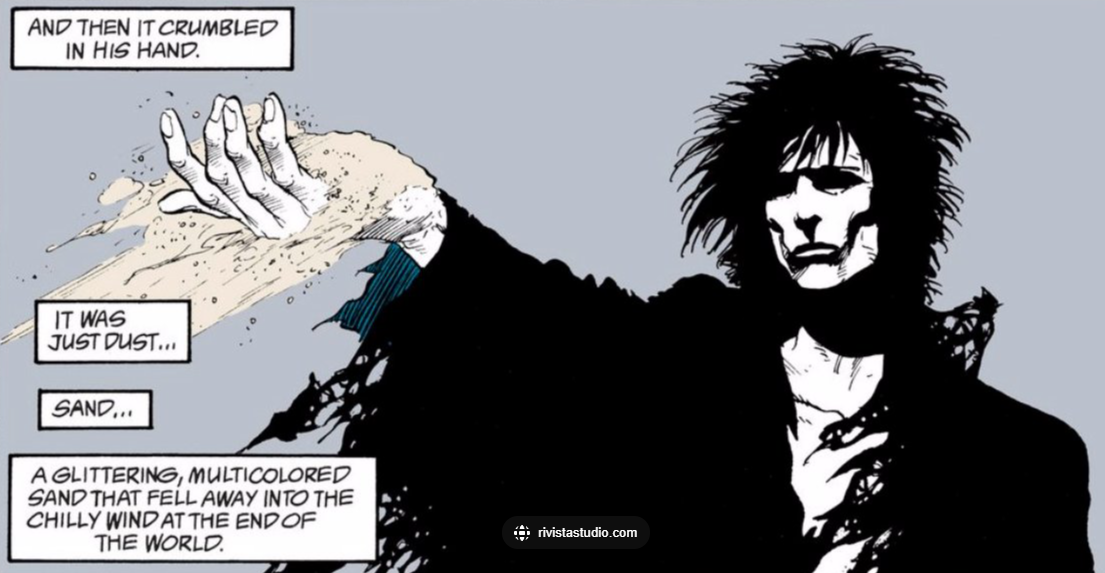 AND THEN IT CRUMBLED
IN HIS HAND.
IT WAS
JUST DUST...
SAND...
A GLITTERING, MULTICOLORED
SAND THAT FELL AWAY INTO THE
CHILLY WIND AT THE END OF
THE WORLD.
rivistastudio.com